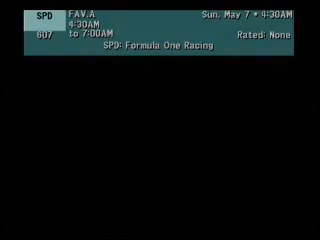 SPD FAV.A Sun, May 7 • 4:30AM
4:30AM
607 to 7:00AM Rated: None
SPD: Formula One Racing